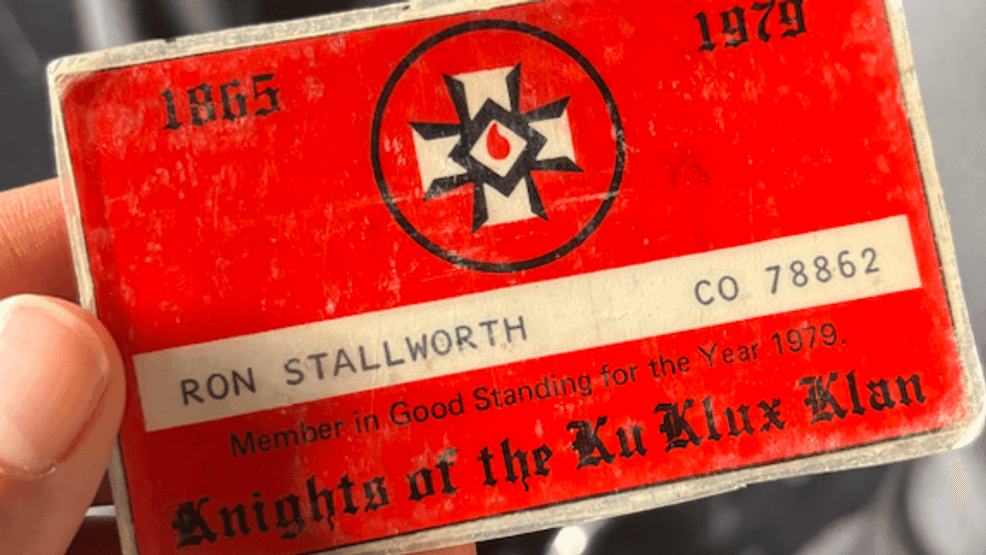 1865
1979
RON STALLWORTH CO 78862
Member in Good Standing for the Year 1979.
Knights of the Ku Klux Klan